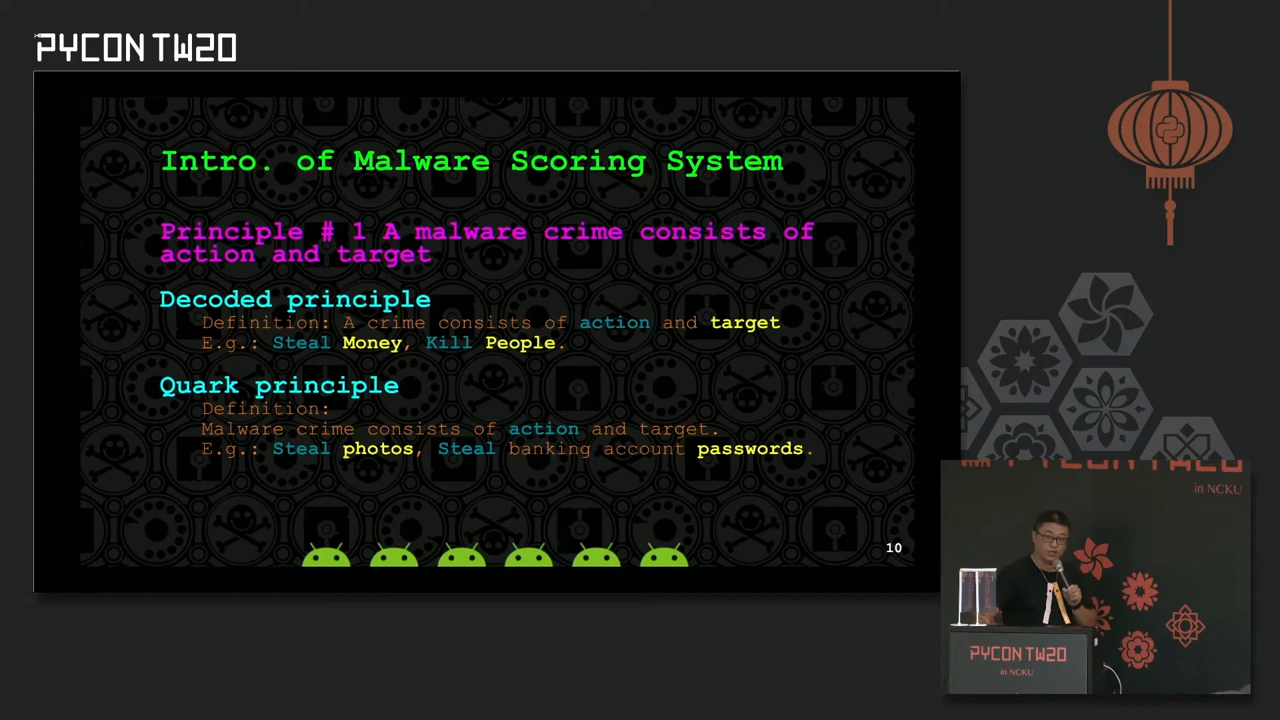 PYCON TW20
Intro. of Malware Scoring System
Principle # 1 A malware crime consists of
action and target
Decoded principle
Definition: A crime consists of action and target
E.g.: Steal Money, Kill People.
Quark principle
Definition:
Malware crime consists of action and target.
E.g.: Steal photos, Steal banking account passwords.
10
PYCON TW20
in NCKU
PYCON TW20
in NCKU